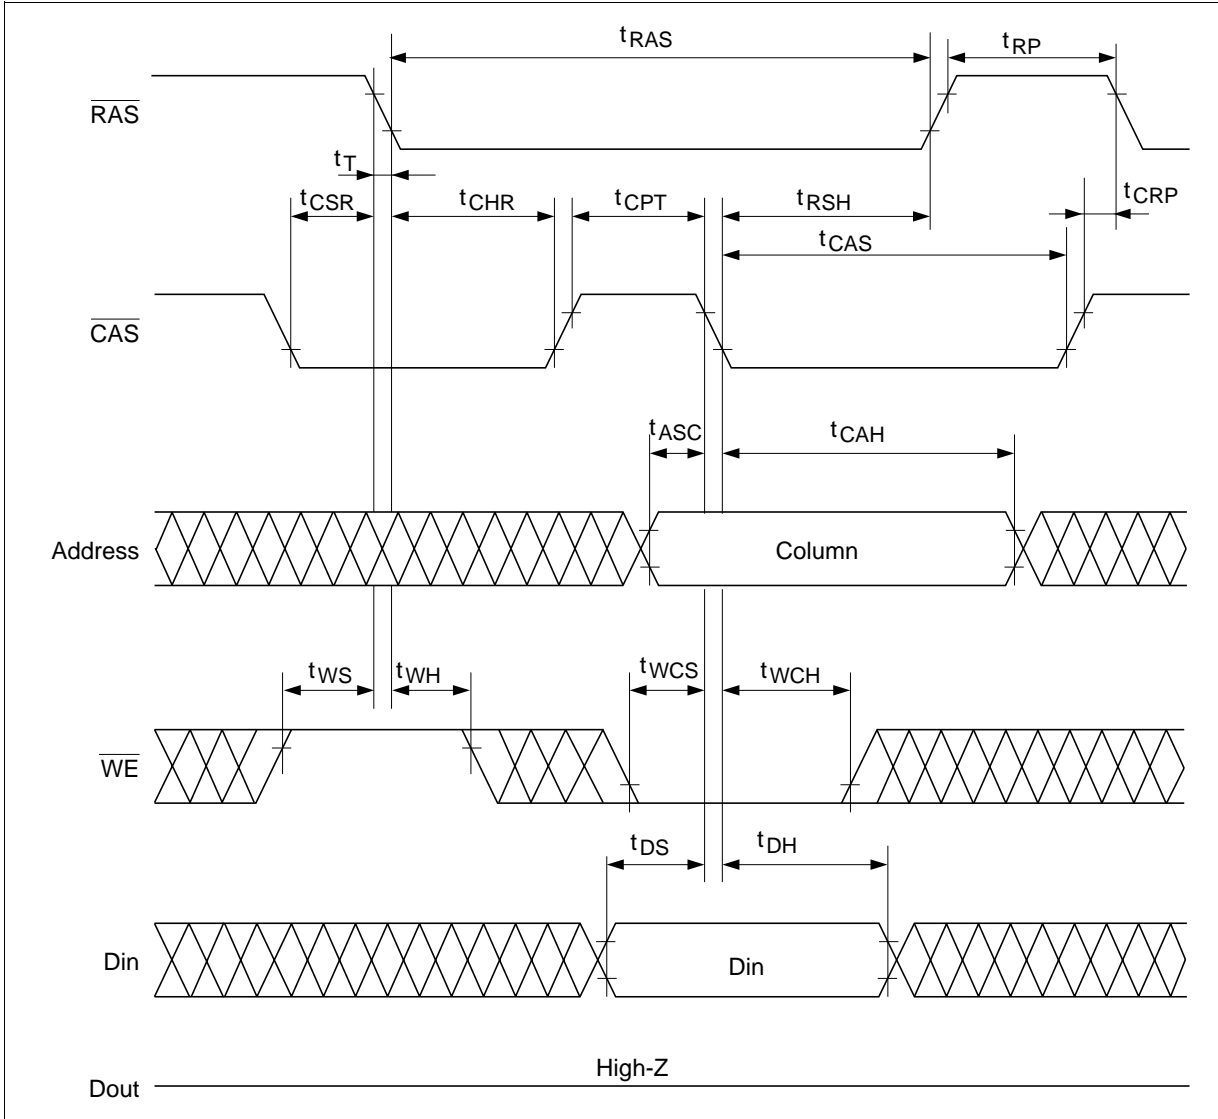 tRAS
tRP
RAS
tT
tCSR
tCHR
tCPT
tRSH
tCRP
tCAS
CAS
tASC
tCAH
Address
Column
tWS
tWH
tWCS
tWCH
WE
tDS
tDH
Din
Din
High-Z
Dout